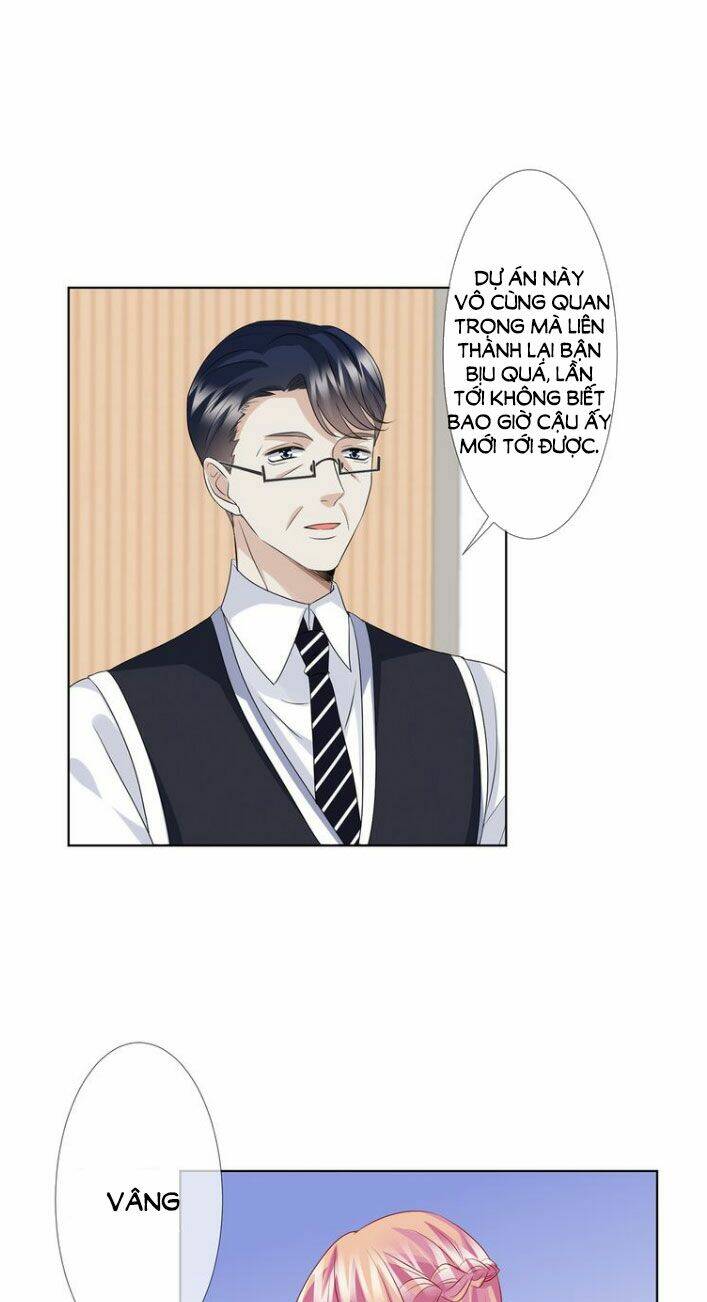 DỰ ÁN NÀY
VÔ CÙNG QUAN
TRỌNG MÀ LIÊN
THÀNH LẠI BẬN
BỊU QUÁ, LẦN
TỚI KHÔNG BIẾT
BAO GIỜ CẬU ẤY
MỚI TỚI ĐƯỢC.
VÂNG